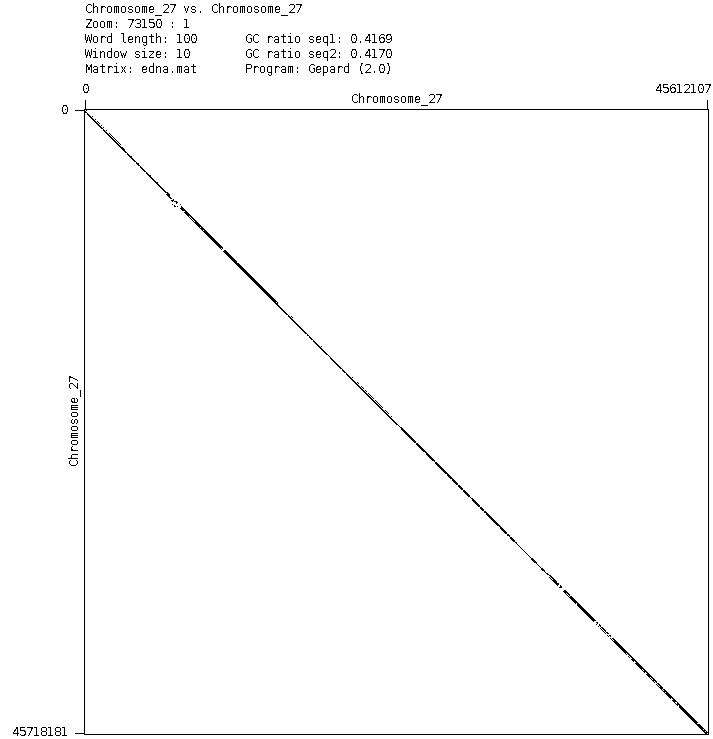 Chromosome_27 vs. Chromosome_27
Zoom: 73150 : 1
Word length: 100 GC ratio seq1: 0.4169
Window size: 10 GC ratio seq2: 0.4170
Matrix: edna.mat Program: Gepard (2.0)
0 45612107
Chromosome_27
0
Chromosome_27
45718181